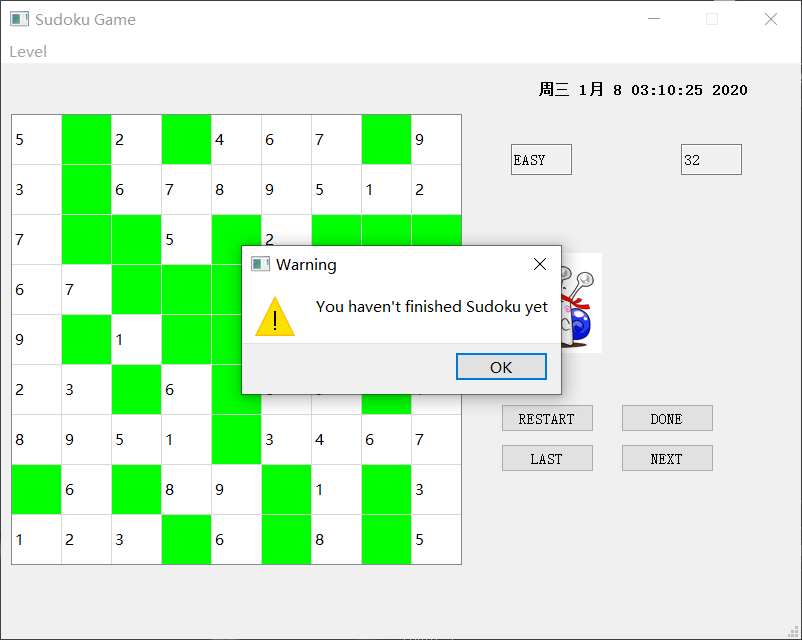 Sudoku Game
Level
周三 1月 8 03:10:25 2020
5 2 4 6 7 9
EASY 32
3 6 7 8 9 5 1 2
7 5 2
Warning
6 7
You haven't finished Sudoku yet
9 1
OK
2 3 6
RESTART DONE
8 9 5 1 3 4 6 7
LAST NEXT
6 8 9 1 3
1 2 3 6 8 5